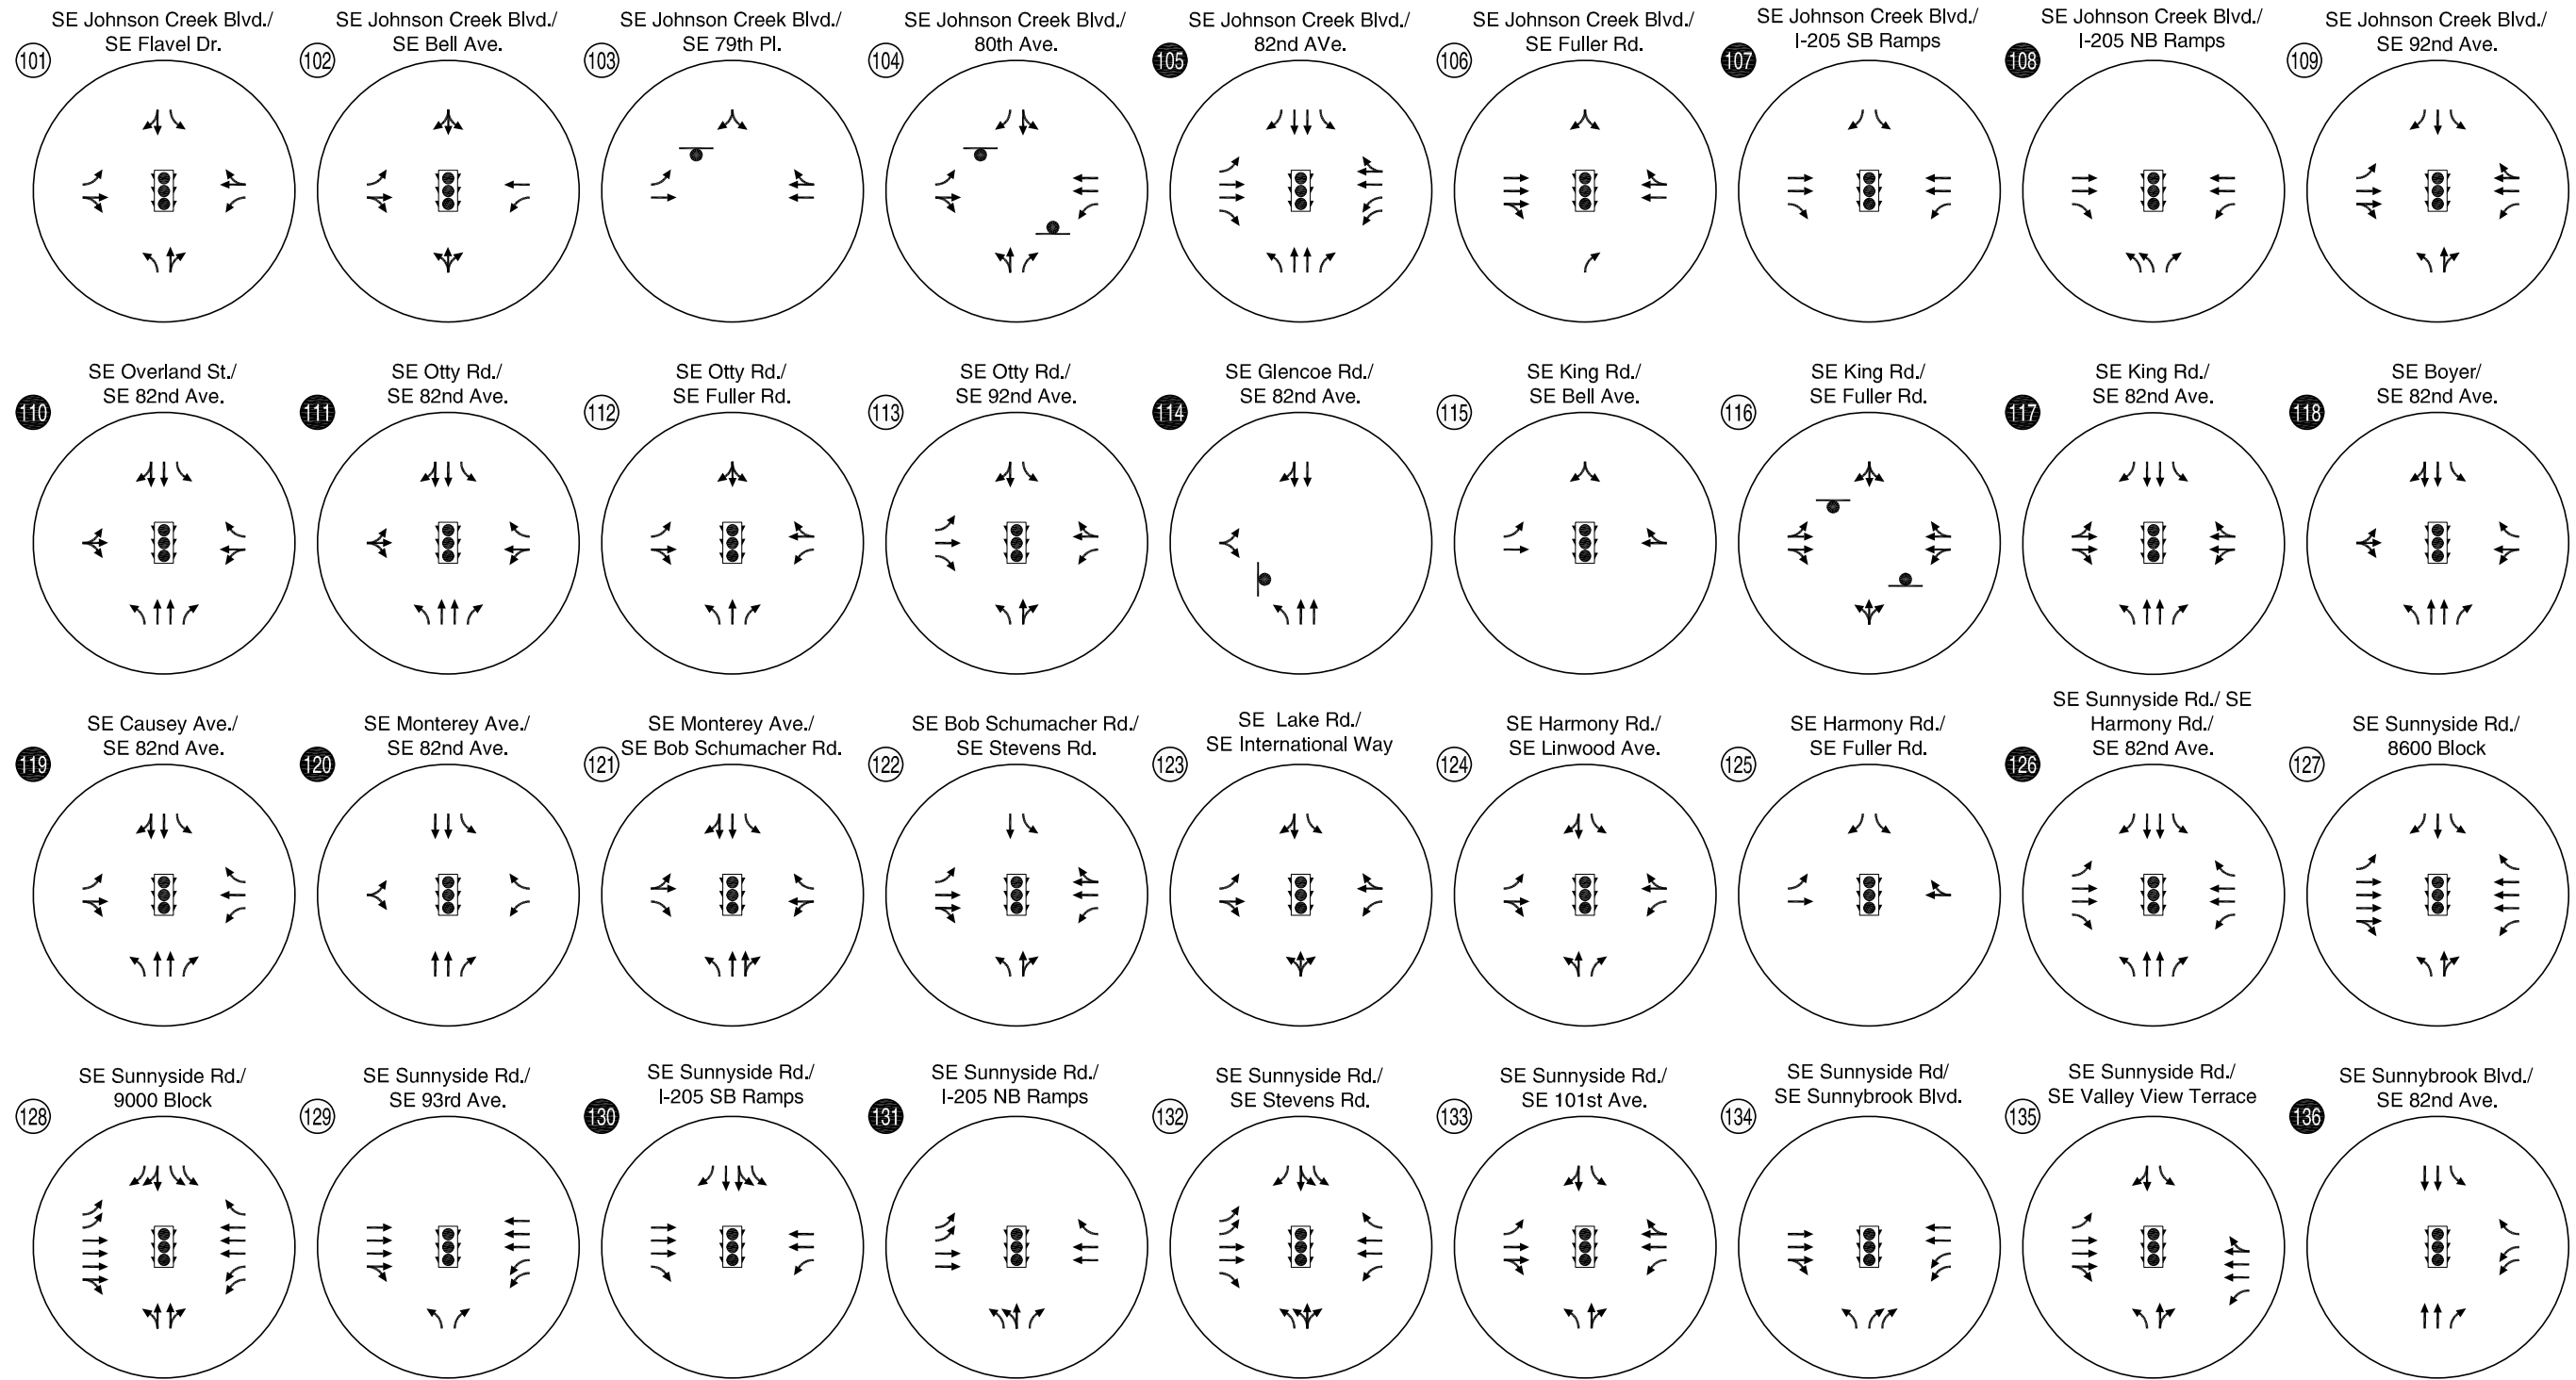 SE Johnson Creek Blvd./
SE Flavel Dr.
101
SE Johnson Creek Blvd./
SE Bell Ave.
102
SE Johnson Creek Blvd./
SE 79th Pl.
103
SE Johnson Creek Blvd./
80th Ave.
104
SE Johnson Creek Blvd./
82nd AVe.
105
SE Johnson Creek Blvd./
SE Fuller Rd.
106
SE Johnson Creek Blvd./
I-205 SB Ramps
107
SE Johnson Creek Blvd./
I-205 NB Ramps
108
SE Johnson Creek Blvd./
SE 92nd Ave.
109
SE Overland St./
SE 82nd Ave.
110
SE Otty Rd./
SE 82nd Ave.
111
SE Otty Rd./
SE Fuller Rd.
112
SE Otty Rd./
SE 92nd Ave.
113
SE Glencoe Rd./
SE 82nd Ave.
114
SE King Rd./
SE Bell Ave.
115
SE King Rd./
SE Fuller Rd.
116
SE King Rd./
SE 82nd Ave.
117
SE Boyer/
SE 82nd Ave.
118
SE Causey Ave./
SE 82nd Ave.
119
SE Monterey Ave./
SE 82nd Ave.
120
SE Monterey Ave./
SE Bob Schumacher Rd.
121
SE Bob Schumacher Rd./
SE Stevens Rd.
122
SE Lake Rd./
SE International Way
123
SE Harmony Rd./
SE Linwood Ave.
124
SE Harmony Rd./
SE Fuller Rd.
125
SE Sunnyside Rd./ SE
Harmony Rd./
SE 82nd Ave.
126
SE Sunnyside Rd./
8600 Block
127
SE Sunnyside Rd./
9000 Block
128
SE Sunnyside Rd./
SE 93rd Ave.
129
SE Sunnyside Rd./
I-205 SB Ramps
130
SE Sunnyside Rd./
I-205 NB Ramps
131
SE Sunnyside Rd./
SE Stevens Rd.
132
SE Sunnyside Rd./
SE 101st Ave.
133
SE Sunnyside Rd/
SE Sunnybrook Blvd.
134
SE Sunnyside Rd./
SE Valley View Terrace
135
SE Sunnybrook Blvd./
SE 82nd Ave.
136